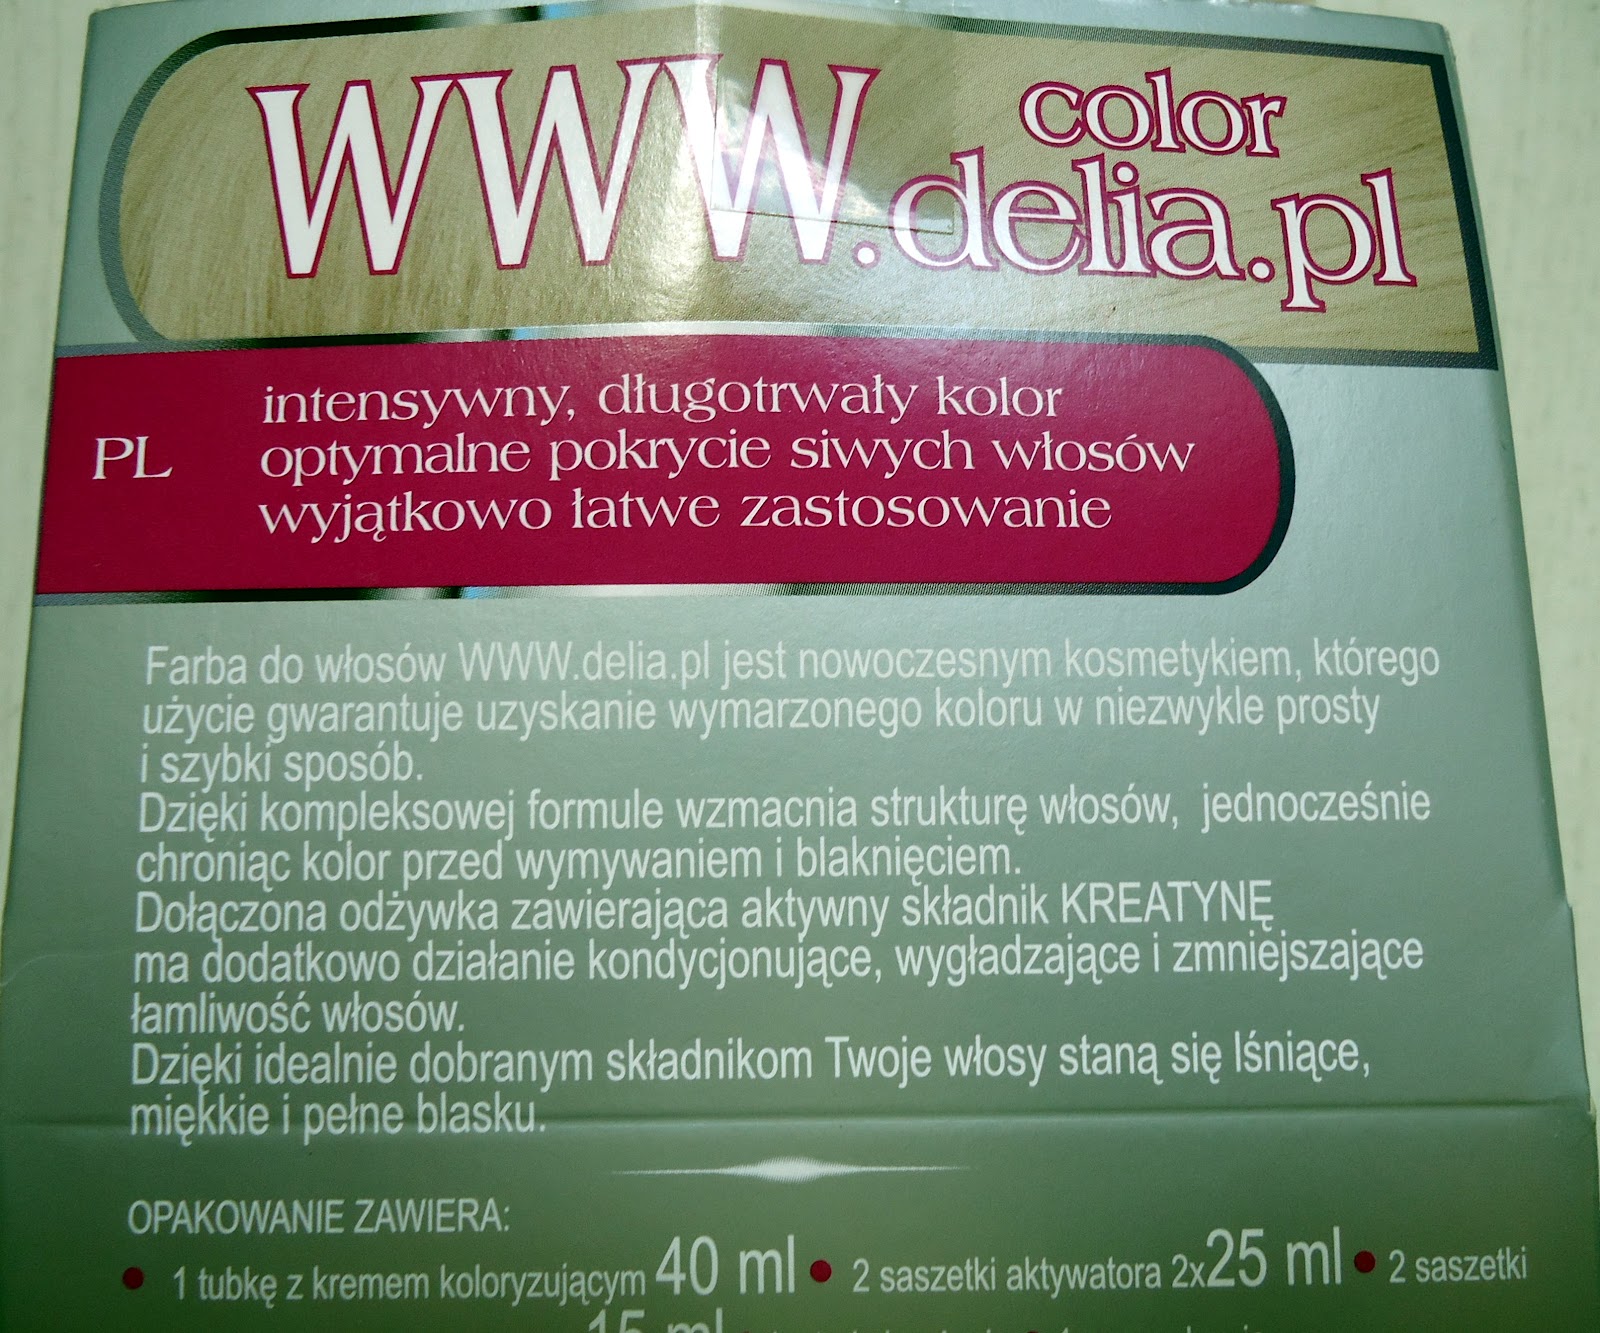 color
WWW.delia.pl
PL
intensywny, długotrwały kolor
optymalne pokrycie siwych włosów
wyjątkowo łatwe zastosowanie
Farba do włosów WWW.delia.pl jest nowoczesnym kosmetykiem, którego
użycie gwarantuje uzyskanie wymarzonego koloru w niezwykle prosty
i szybki sposób.
Dzięki kompleksowej formule wzmacnia strukturę włosów, jednocześnie
chroniąc kolor przed wymywaniem i blaknięciem.
Dołączona odżywka zawierająca aktywny składnik KREATYNĘ
ma dodatkowo działanie kondycjonujące, wygładzające i zmniejszające
łamliwość włosów.
Dzięki idealnie dobranym składnikom Twoje włosy staną się lśniące,
miękkie i pełne blasku.
OPAKOWANIE ZAWIERA:
• 1 tubkę z kremem koloryzującym 40 ml • 2 saszetki aktywatora 2x25 ml • 2 saszetki
15 ml